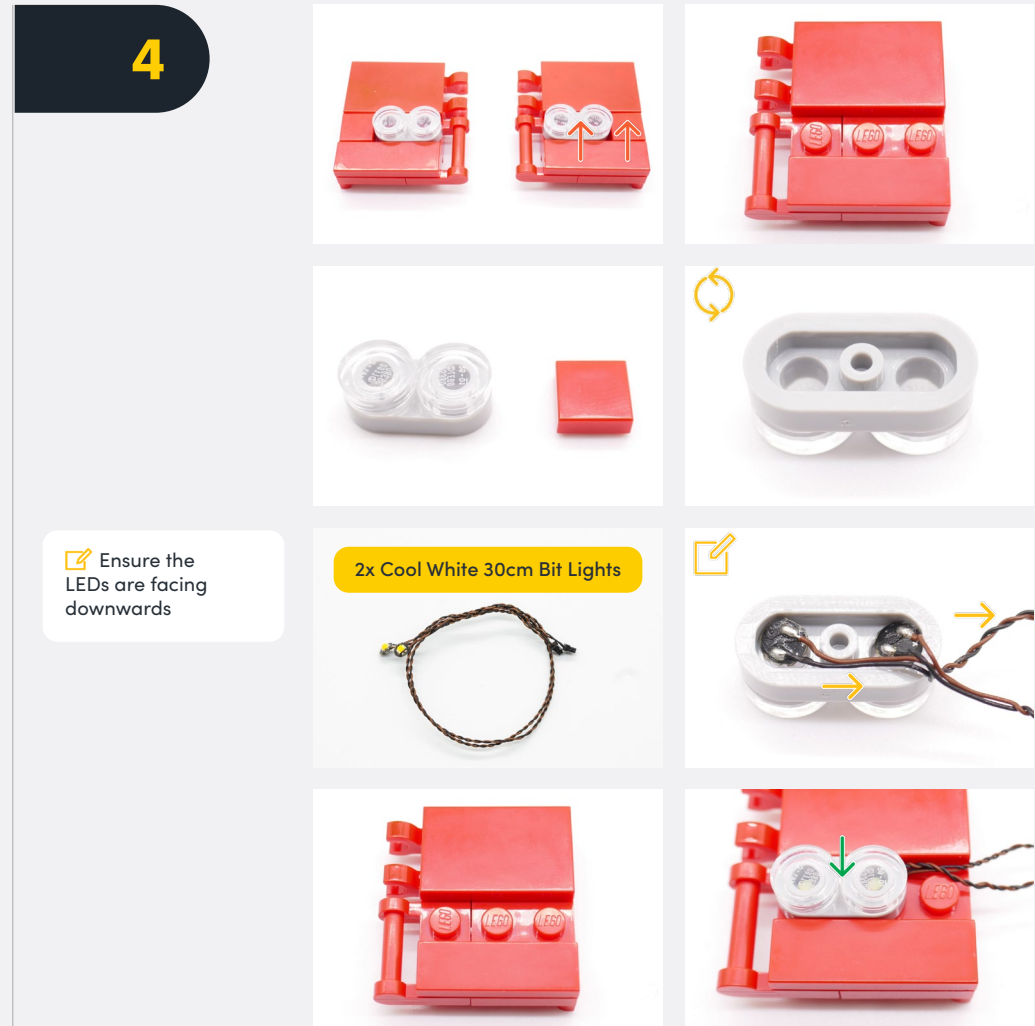 4
Ensure the
LEDs are facing
downwards
2x Cool White 30cm Bit Lights
LEGO LEGO LEGO
LEGO LEGO LEGO
LEGO